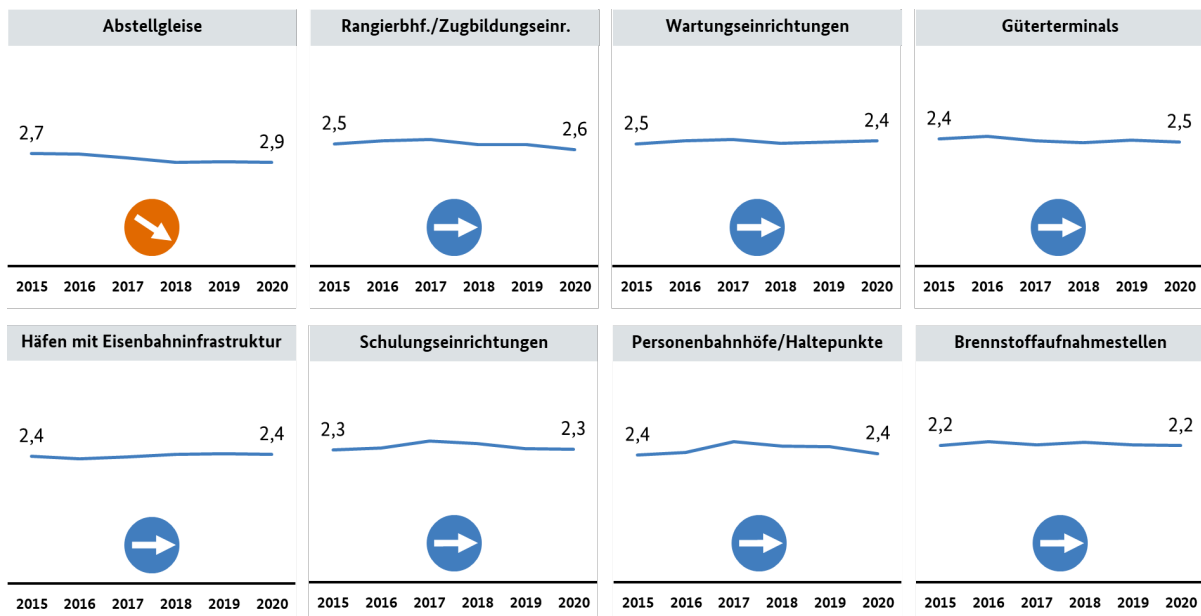 Abstellgleise
2,7
2,9
2015 2016 2017 2018 2019 2020
Rangierbhf./Zugbildungseinr.
2,5
2,6
2015 2016 2017 2018 2019 2020
Wartungseinrichtungen
2,5
2,4
2015 2016 2017 2018 2019 2020
Güterterminals
2,4
2,5
2015 2016 2017 2018 2019 2020
Häfen mit Eisenbahninfrastruktur
2,4
2,4
2015 2016 2017 2018 2019 2020
Schulungseinrichtungen
2,3
2,3
2015 2016 2017 2018 2019 2020
Personenbahnhöfe/Haltepunkte
2,4
2,4
2015 2016 2017 2018 2019 2020
Brennstoffaufnahmestellen
2,2
2,2
2015 2016 2017 2018 2019 2020